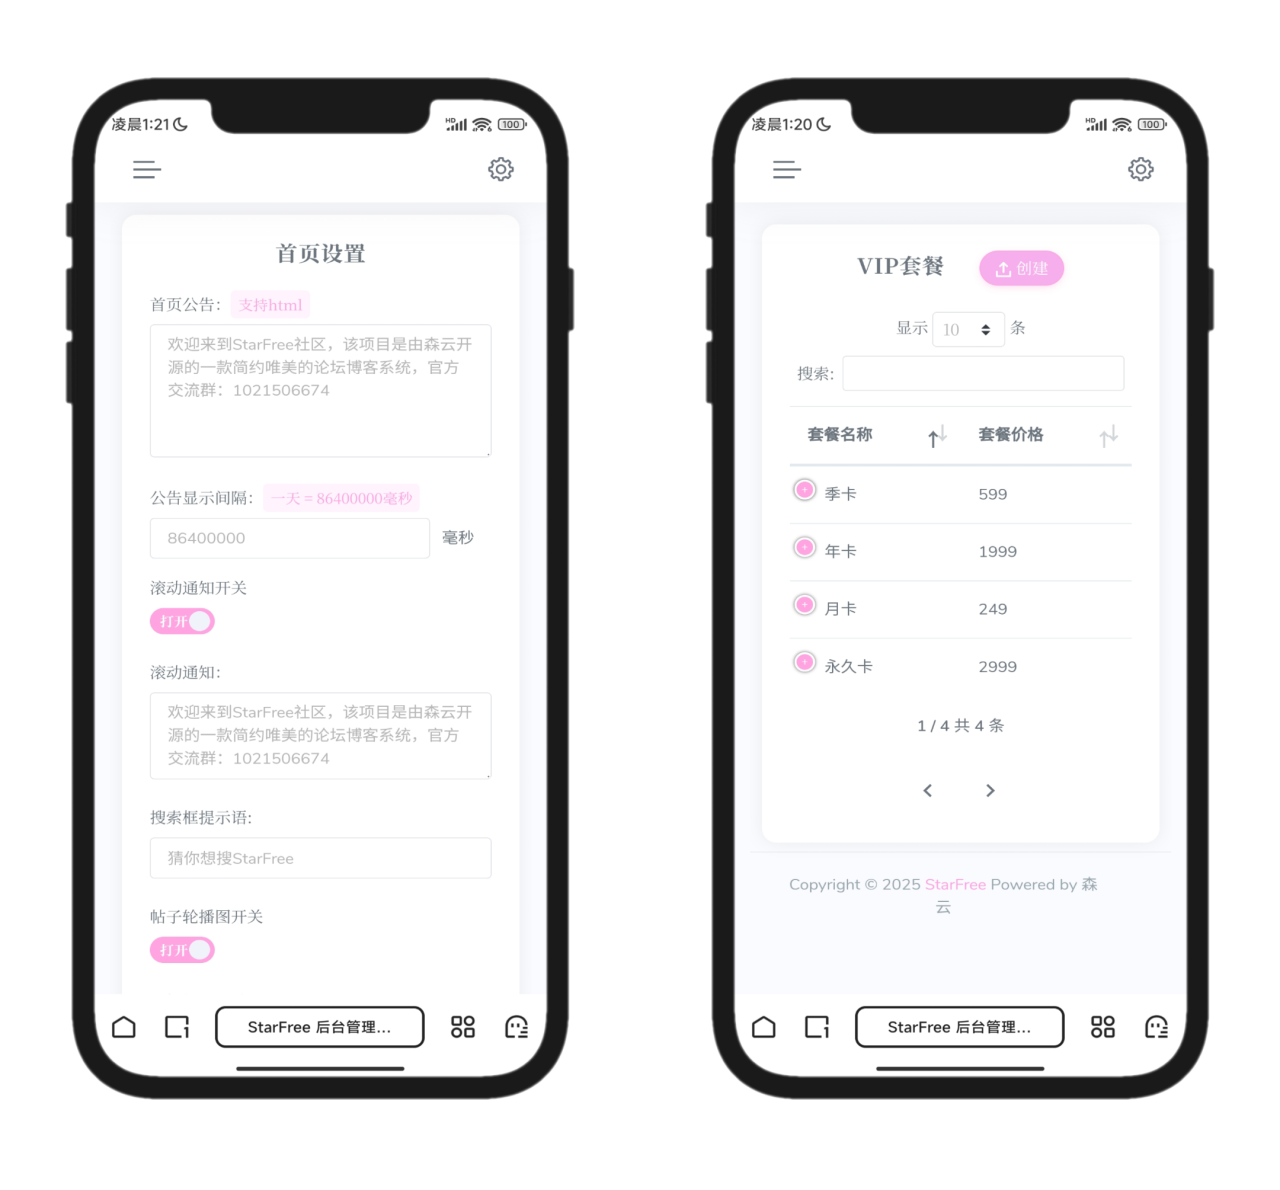 凌晨1:21
HD
100
首页设置
首页公告：
支持html
欢迎来到StarFree社区，该项目是由森云开
源的一款简约唯美的论坛博客系统，官方
交流群：1021506674
公告显示间隔：
一天 = 86400000毫秒
86400000
毫秒
滚动通知开关
打开
滚动通知：
欢迎来到StarFree社区，该项目是由森云开
源的一款简约唯美的论坛博客系统，官方
交流群：1021506674
搜索框提示语:
猜你想搜StarFree
帖子轮播图开关
打开
1
StarFree 后台管理...
凌晨1:20
HD
100
VIP套餐
创建
显示 10 条
搜索:
套餐名称 套餐价格
季卡 599
年卡 1999
月卡 249
永久卡 2999
1 / 4 共 4 条
Copyright © 2025 StarFree Powered by 森
云
1
StarFree 后台管理...